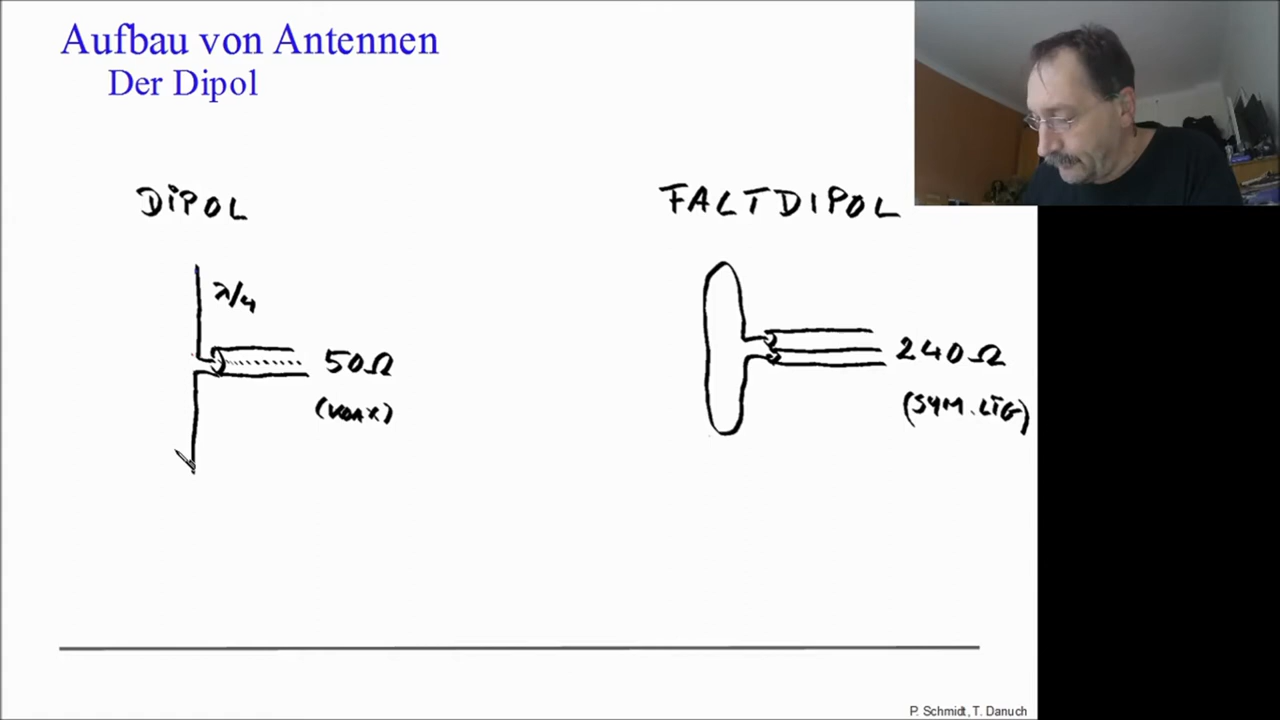 Aufbau von Antennen
Der Dipol
DiPOL
FALTDIPOL
λ/4
50Ω
(KOAX)
240Ω
(SYM. LTG)
P. Schmidt, T. Danuch